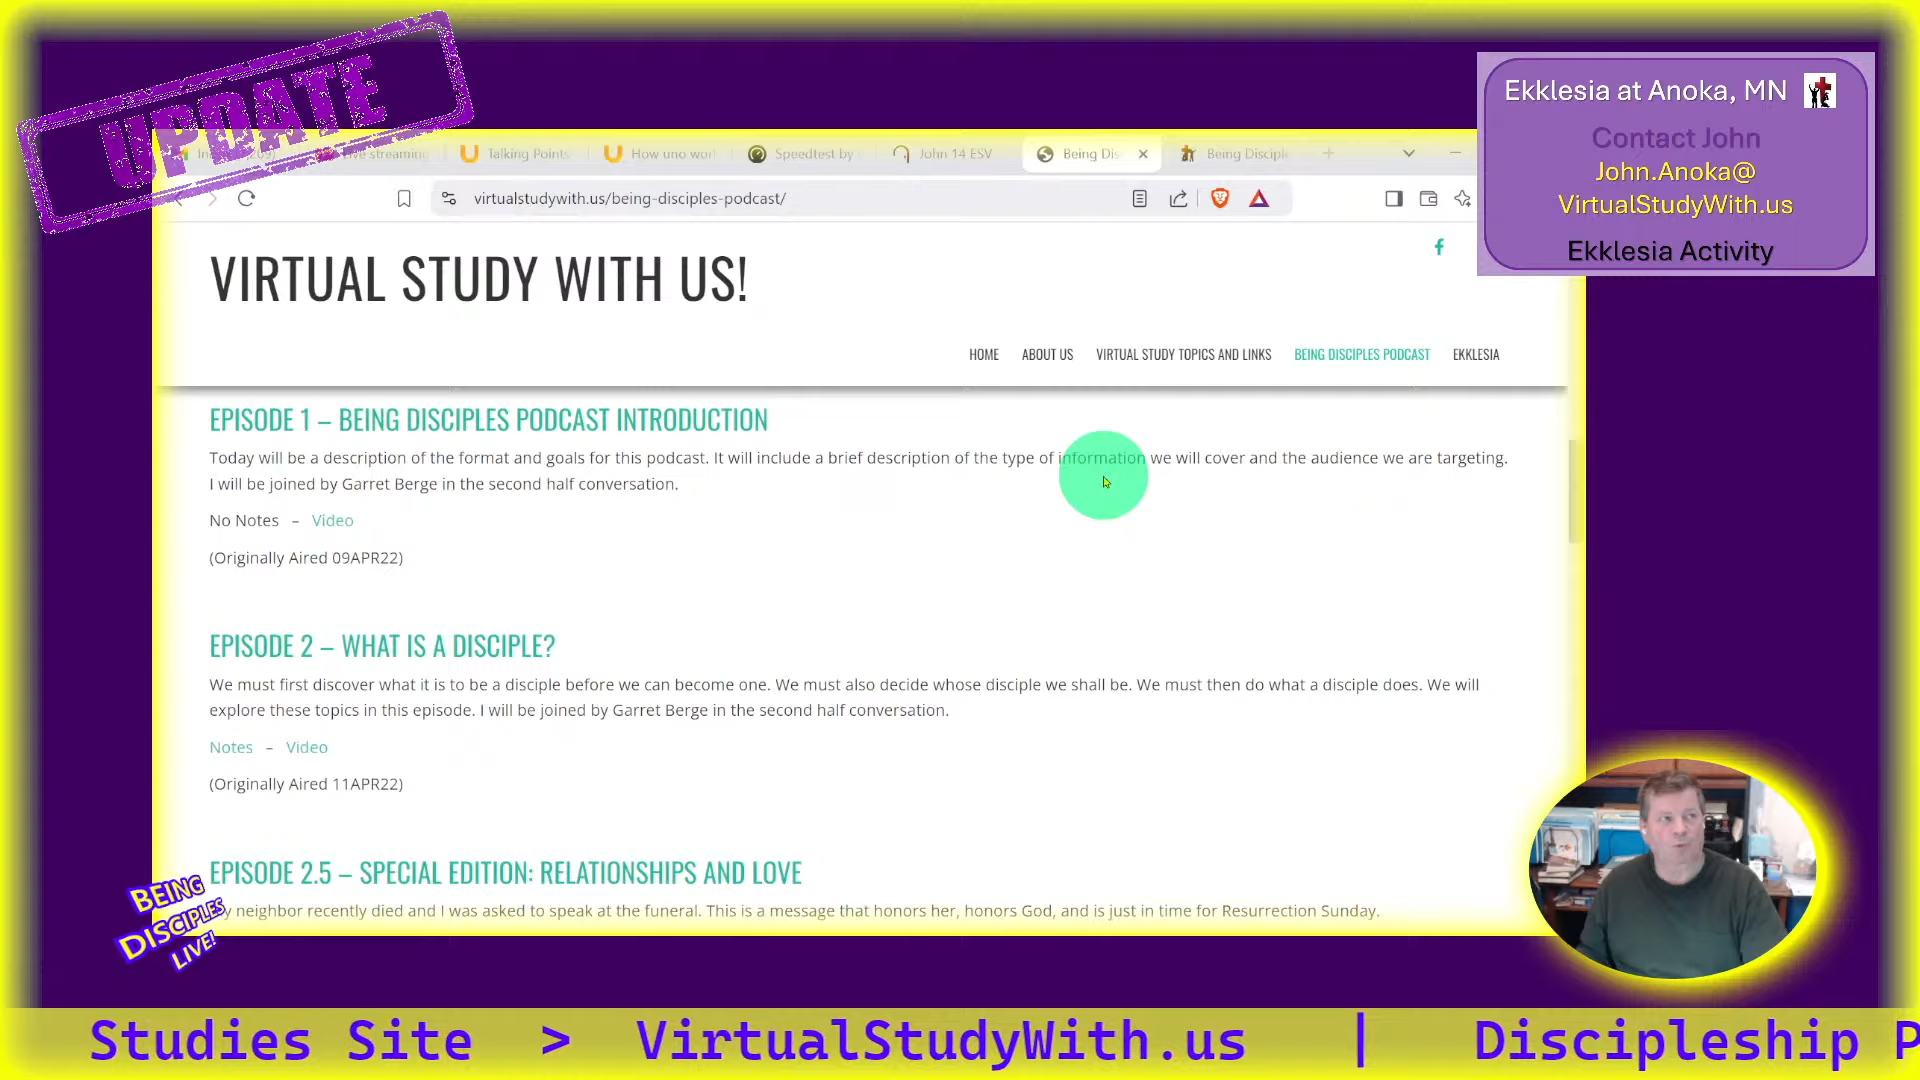 UPDATE
Ekklesia at Anoka, MN
Contact John
John.Anoka@
VirtualStudyWith.us
Ekklesia Activity
live streaming
Talking Points
How uno wor
Speedtest by
John 14 ESV
Being Dis
Being Discipl
virtualstudywith.us/being-disciples-podcast/
VIRTUAL STUDY WITH US!
HOME ABOUT US VIRTUAL STUDY TOPICS AND LINKS BEING DISCIPLES PODCAST EKKLESIA
EPISODE 1 – BEING DISCIPLES PODCAST INTRODUCTION
Today will be a description of the format and goals for this podcast. It will include a brief description of the type of information we will cover and the audience we are targeting.
I will be joined by Garret Berge in the second half conversation.
No Notes – Video
(Originally Aired 09APR22)
EPISODE 2 – WHAT IS A DISCIPLE?
We must first discover what it is to be a disciple before we can become one. We must also decide whose disciple we shall be. We must then do what a disciple does. We will
explore these topics in this episode. I will be joined by Garret Berge in the second half conversation.
Notes – Video
(Originally Aired 11APR22)
EPISODE 2.5 – SPECIAL EDITION: RELATIONSHIPS AND LOVE
y neighbor recently died and I was asked to speak at the funeral. This is a message that honors her, honors God, and is just in time for Resurrection Sunday.
BEING
DISCIPLES
LIVE!
Studies Site > VirtualStudyWith.us | Discipleship P